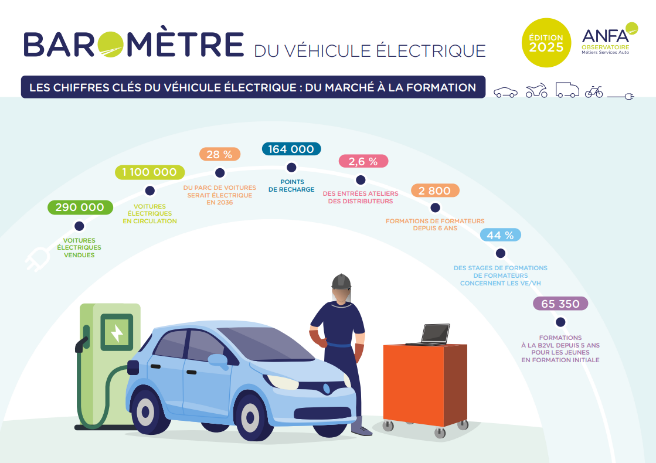 BAROMÈTRE DU VÉHICULE ÉLECTRIQUE
ÉDITION
2025
ANFA
OBSERVATOIRE
Métiers Services Auto
LES CHIFFRES CLÉS DU VÉHICULE ÉLECTRIQUE : DU MARCHÉ À LA FORMATION
290 000
VOITURES
ÉLECTRIQUES
VENDUES
1 100 000
VOITURES
ÉLECTRIQUES
EN CIRCULATION
28 %
DU PARC DE VOITURES
SERAIT ÉLECTRIQUE
EN 2036
164 000
POINTS
DE RECHARGE
2,6 %
DES ENTRÉES ATELIERS
DES DISTRIBUTEURS
2 800
FORMATIONS DE FORMATEURS
DEPUIS 6 ANS
44 %
DES STAGES DE FORMATIONS
DE FORMATEURS
CONCERNENT LES VE/VH
65 350
FORMATIONS
À LA B2VL DEPUIS 5 ANS
POUR LES JEUNES
EN FORMATION INITIALE